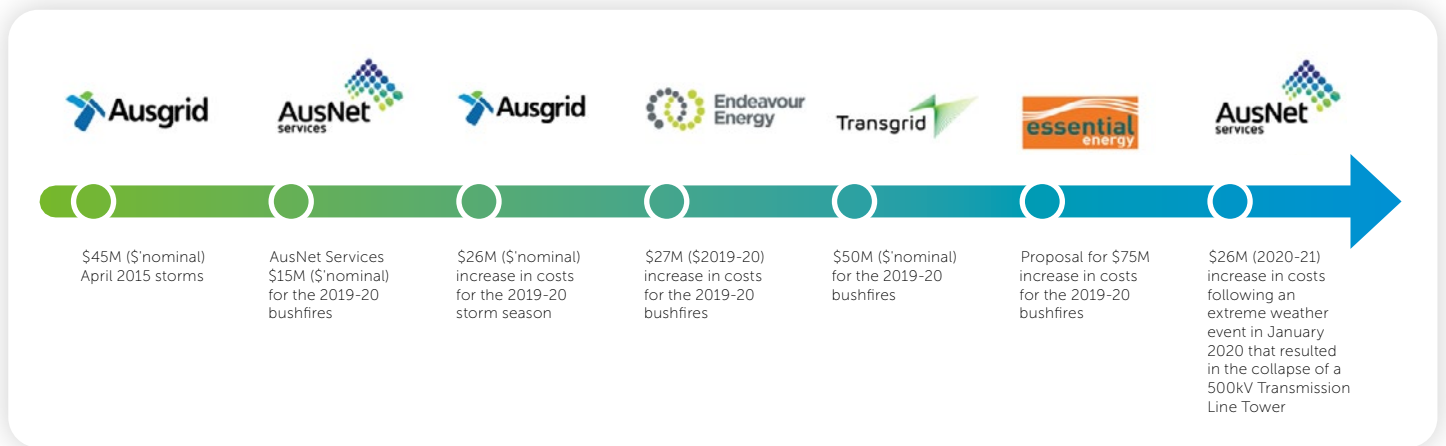 Ausgrid
AusNet
services
Ausgrid
Endeavour
Energy
Transgrid
essential
energy
AusNet
services
$45M ($'nominal)
April 2015 storms
AusNet Services
$15M ($'nominal)
for the 2019-20
bushfires
$26M ($'nominal)
increase in costs
for the 2019-20
storm season
$27M ($2019-20)
increase in costs
for the 2019-20
bushfires
$50M ($'nominal)
for the 2019-20
bushfires
Proposal for $75M
increase in costs
for the 2019-20
bushfires
$26M (2020-21)
increase in costs
following an
extreme weather
event in January
2020 that resulted
in the collapse of a
500kV Transmission
Line Tower